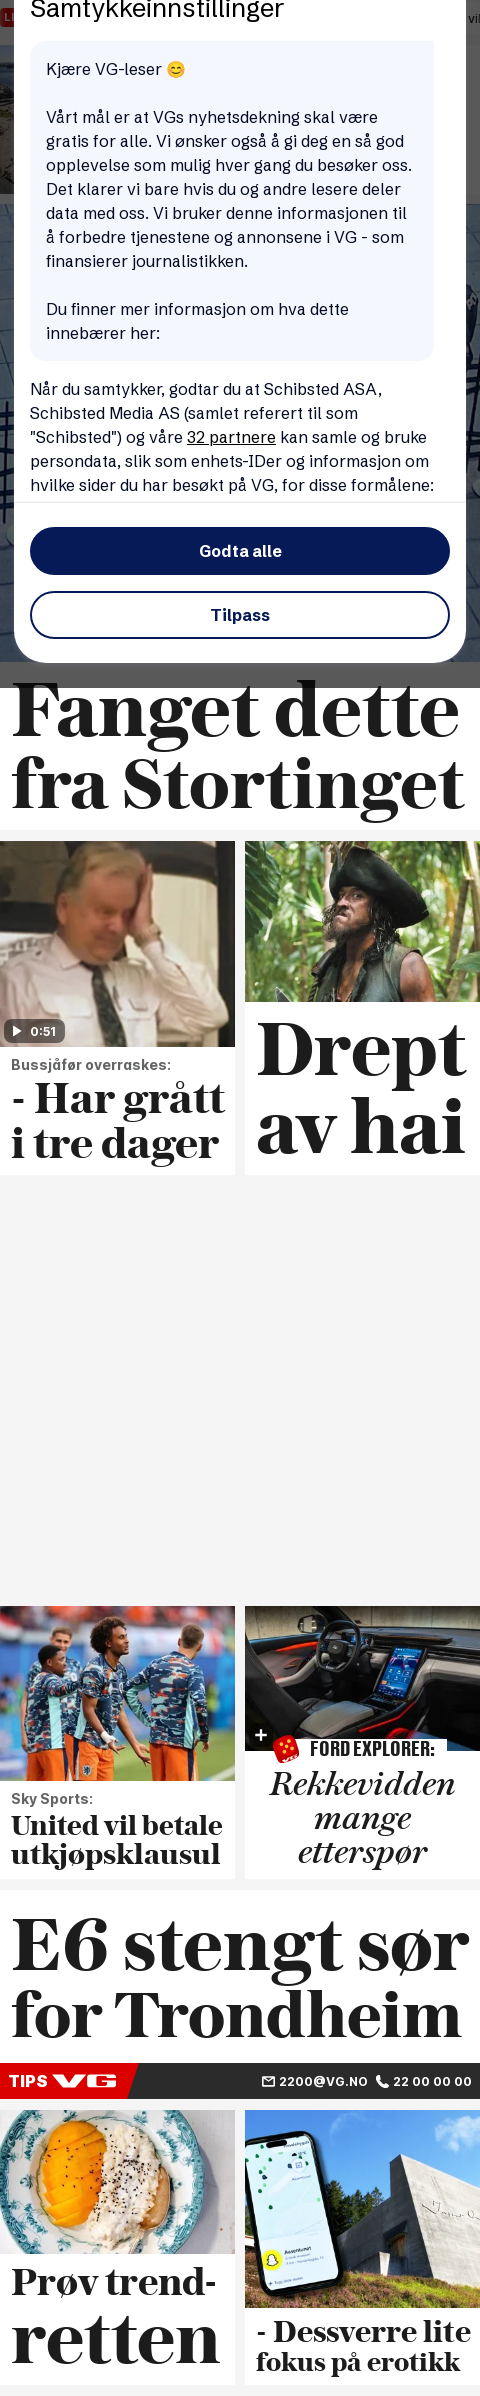 Samtykkeinnstillinger
Kjære VG-leser 😊
Vårt mål er at VGs nyhetsdekning skal være
gratis for alle. Vi ønsker også å gi deg en så god
opplevelse som mulig hver gang du besøker oss.
Det klarer vi bare hvis du og andre lesere deler
data med oss. Vi bruker denne informasjonen til
å forbedre tjenestene og annonsene i VG - som
finansierer journalistikken.
Du finner mer informasjon om hva dette
innebærer her:
Når du samtykker, godtar du at Schibsted ASA,
Schibsted Media AS (samlet referert til som
"Schibsted") og våre 32 partnere kan samle og bruke
persondata, slik som enhets-IDer og informasjon om
hvilke sider du har besøkt på VG, for disse formålene:
Godta alle
Tilpass
Fanget dette
fra Stortinget
0:51
Bussjåfør overraskes:
- Har grått
i tre dager
Drept
av hai
Sky Sports:
United vil betale
utkjøpsklausul
FORD EXPLORER:
Rekkevidden
mange
etterspør
E6 stengt sør
for Trondheim
TIPS VG 2200@VG.NO 22 00 00 00
Prøv trend-
retten
- Dessverre lite
fokus på erotikk